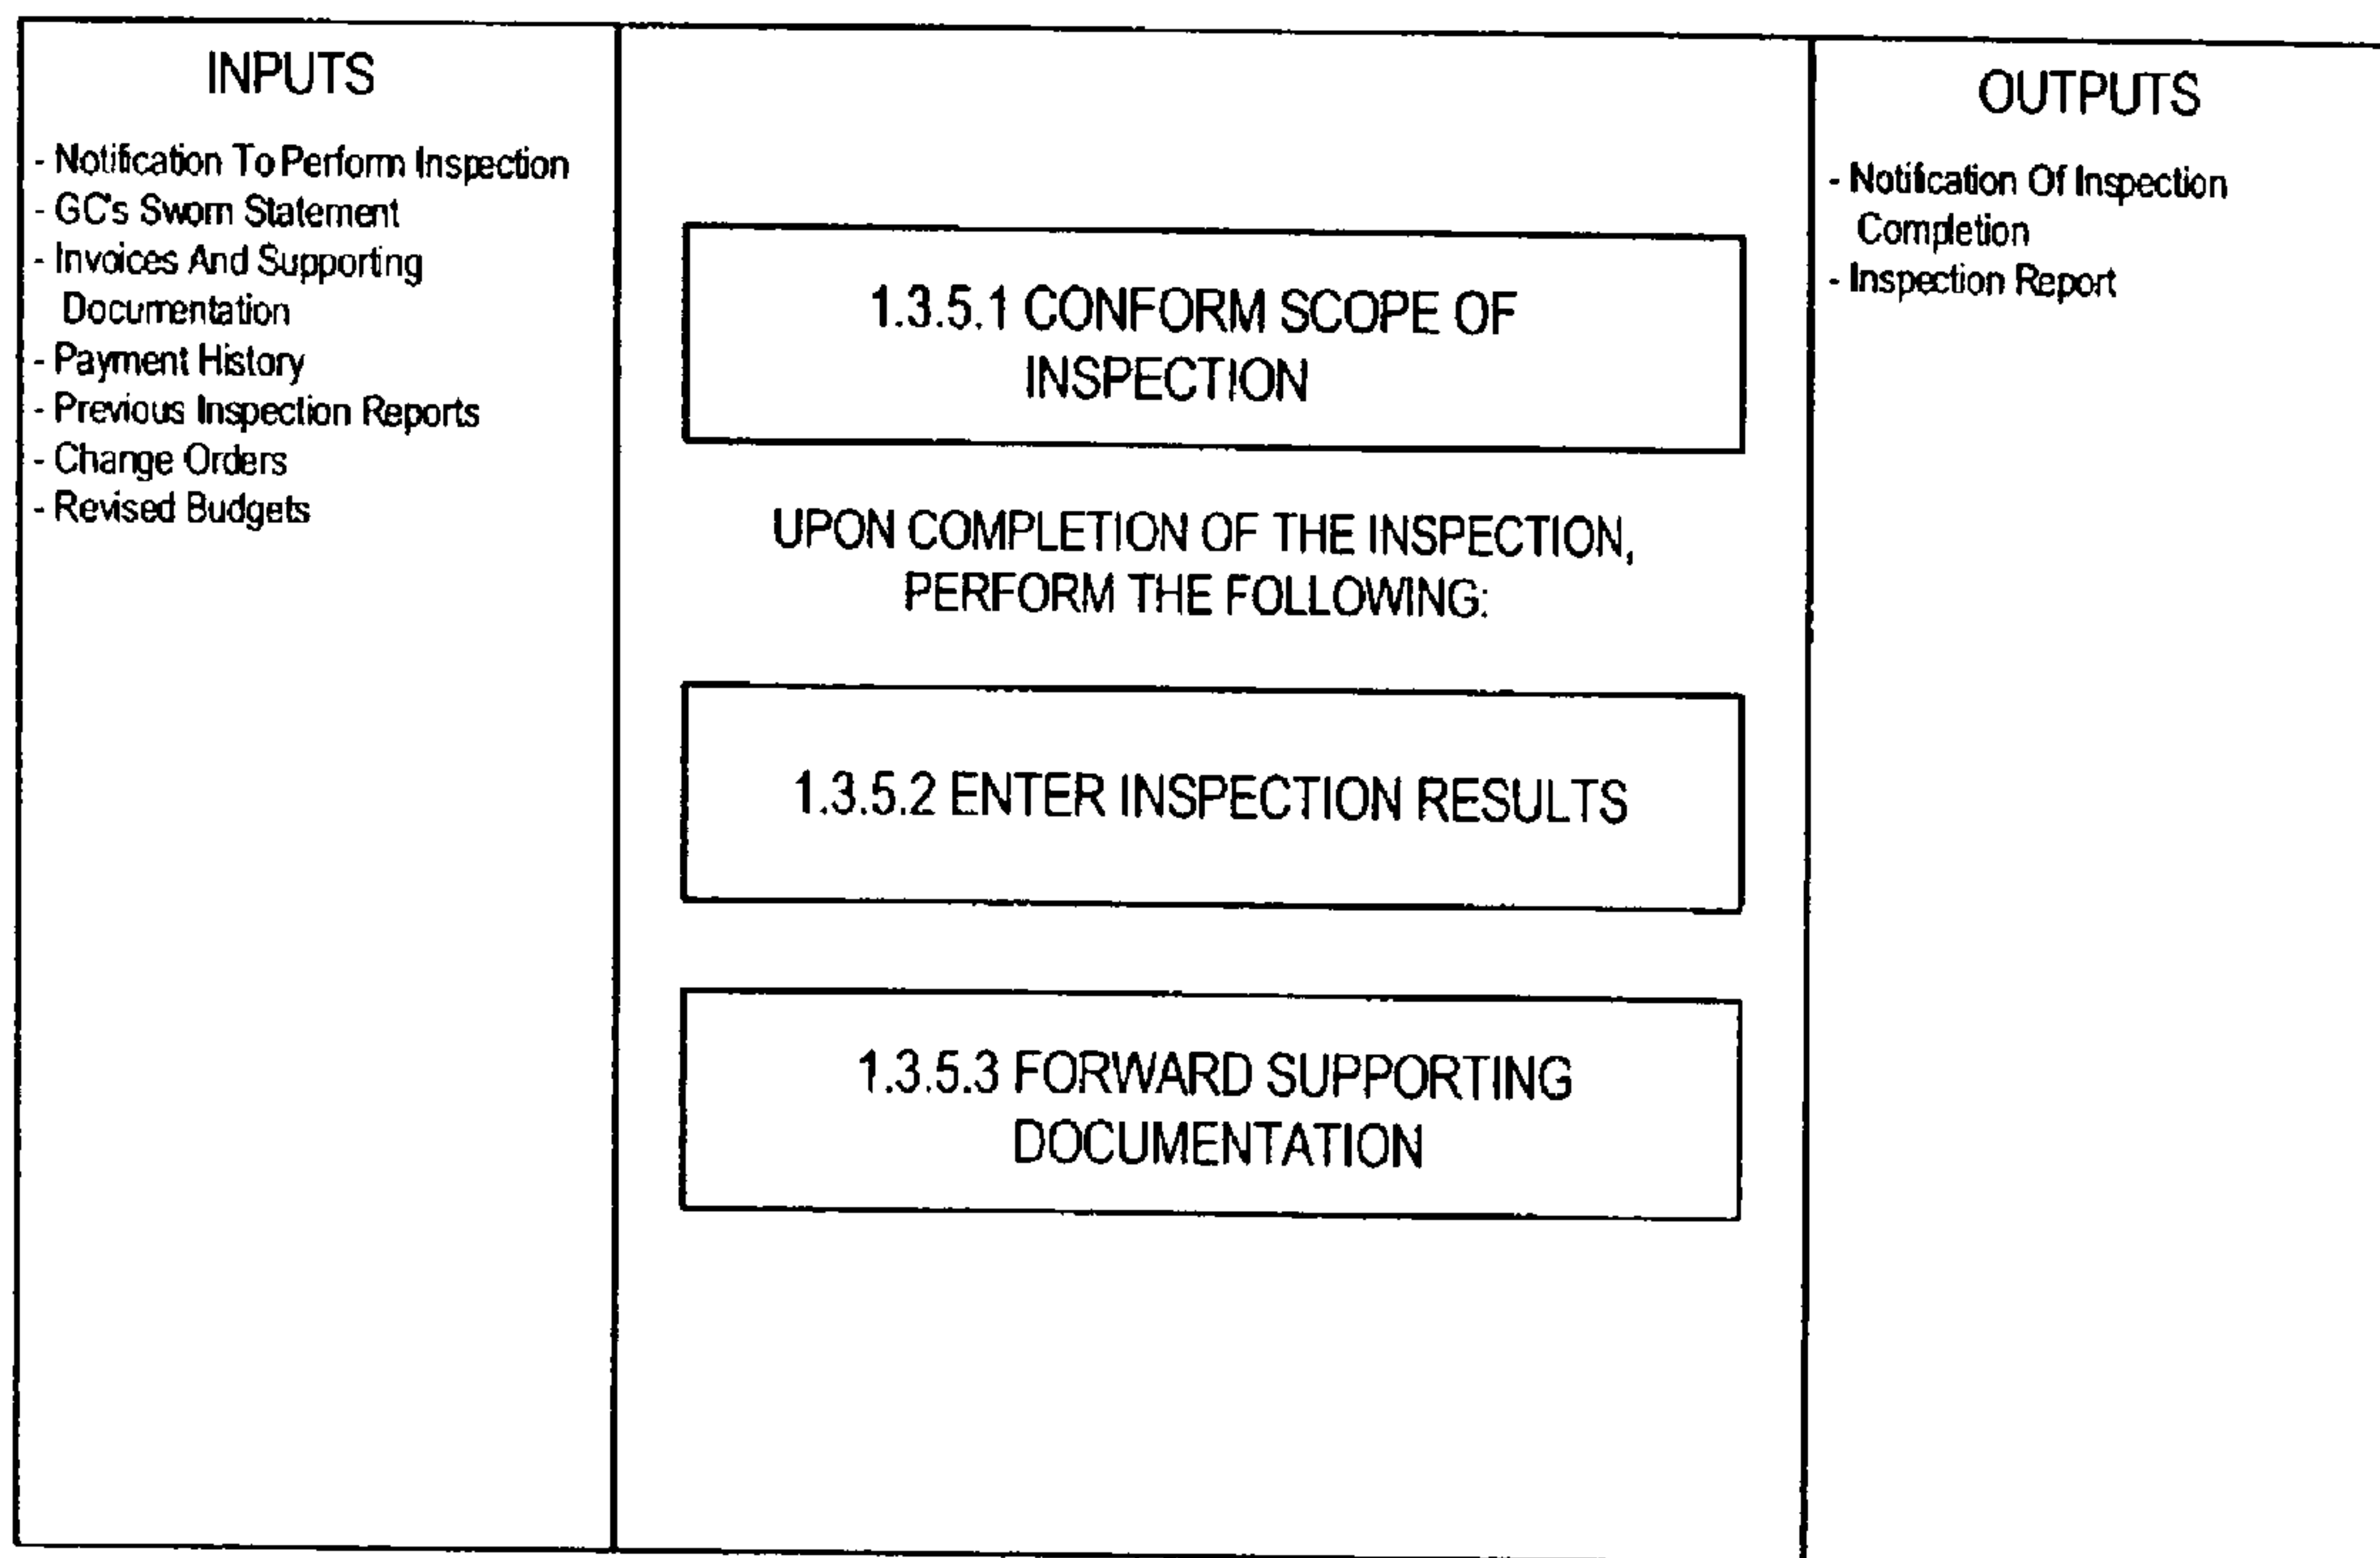 INPUTS
- Notification To Perform Inspection
- GC's Sworn Statement
- Invoices And Supporting
Documentation
- Payment History
- Previous Inspection Reports
- Change Orders
- Revised Budgets
1.3.5.1 CONFORM SCOPE OF
INSPECTION
UPON COMPLETION OF THE INSPECTION,
PERFORM THE FOLLOWING:
1.3.5.2 ENTER INSPECTION RESULTS
1.3.5.3 FORWARD SUPPORTING
DOCUMENTATION
OUTPUTS
- Notification Of Inspection
Completion
- Inspection Report